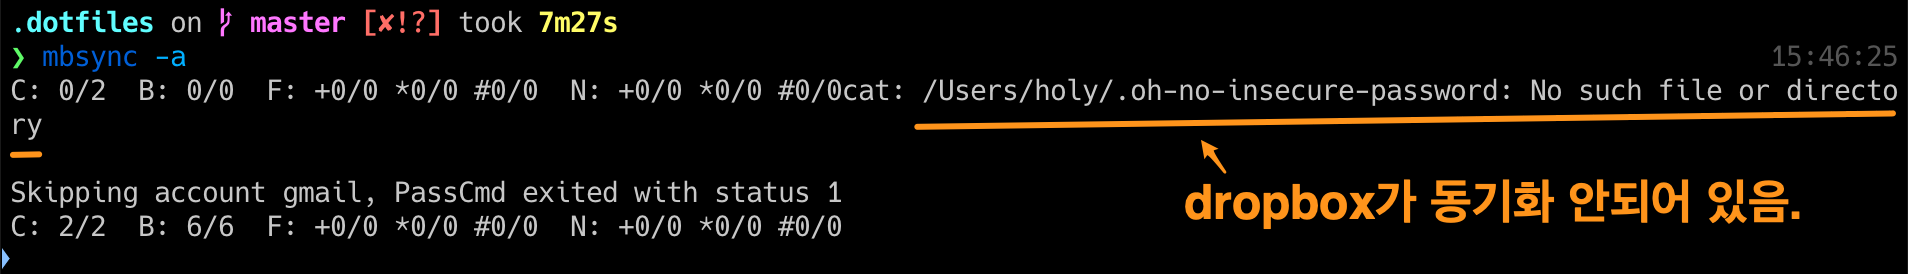 .dotfiles on  master [✘!?] took 7m27s
❯ mbsync -a 15:46:25
C: 0/2  B: 0/0  F: +0/0 *0/0 #0/0  N: +0/0 *0/0 #0/0cat: /Users/holy/.oh-no-insecure-password: No such file or directo
ry
Skipping account gmail, PassCmd exited with status 1
dropbox가 동기화 안되어 있음.
C: 2/2  B: 6/6  F: +0/0 *0/0 #0/0  N: +0/0 *0/0 #0/0